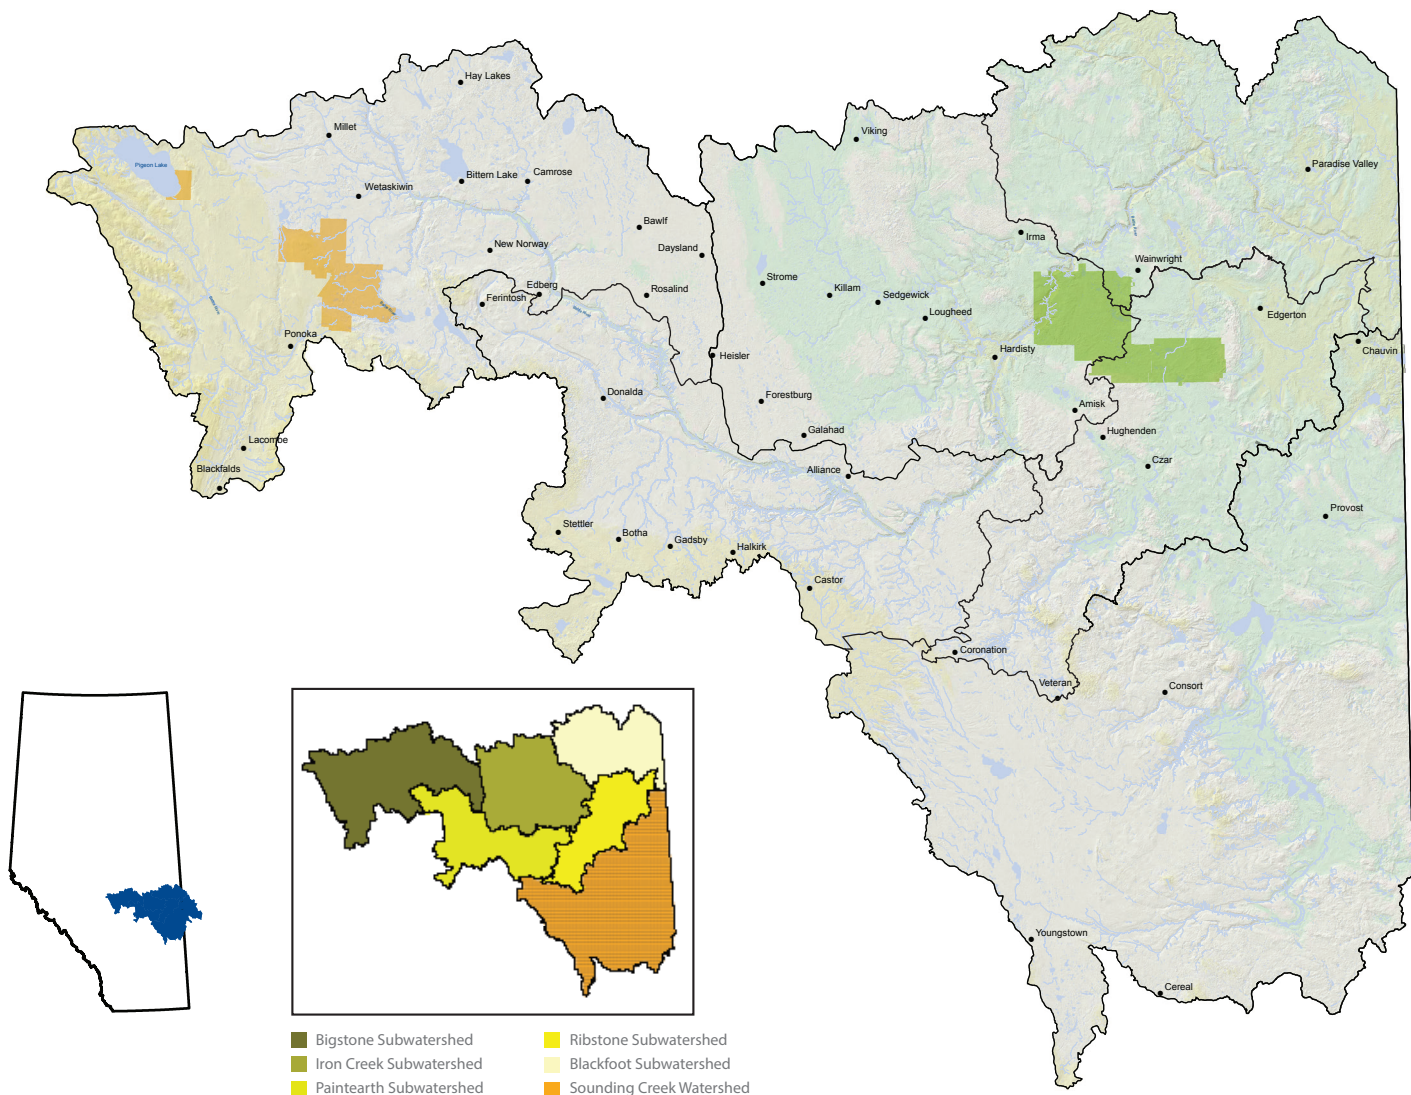 Hay Lakes
Millet
Viking
Pigeon Lake
Paradise Valley
Bittern Lake
Camrose
Wetaskiwin
Bawlf
Irma
New Norway
Daysland
Wainwright
Strome
Edberg
Rosalind
Killam
Sedgewick
Ferintosh
Edgerton
Lougheed
Ponoka
Chauvin
Heisler
Hardisty
Donalda
Forestburg
Amisk
Galahad
Hughenden
Lacombe
Czar
Blackfalds
Alliance
Provost
Stettler
Botha
Gadsby
Halkirk
Castor
Coronation
Veteran
Consort
Youngstown
Cereal
Bigstone Subwatershed
Iron Creek Subwatershed
Paintearth Subwatershed
Ribstone Subwatershed
Blackfoot Subwatershed
Sounding Creek Watershed